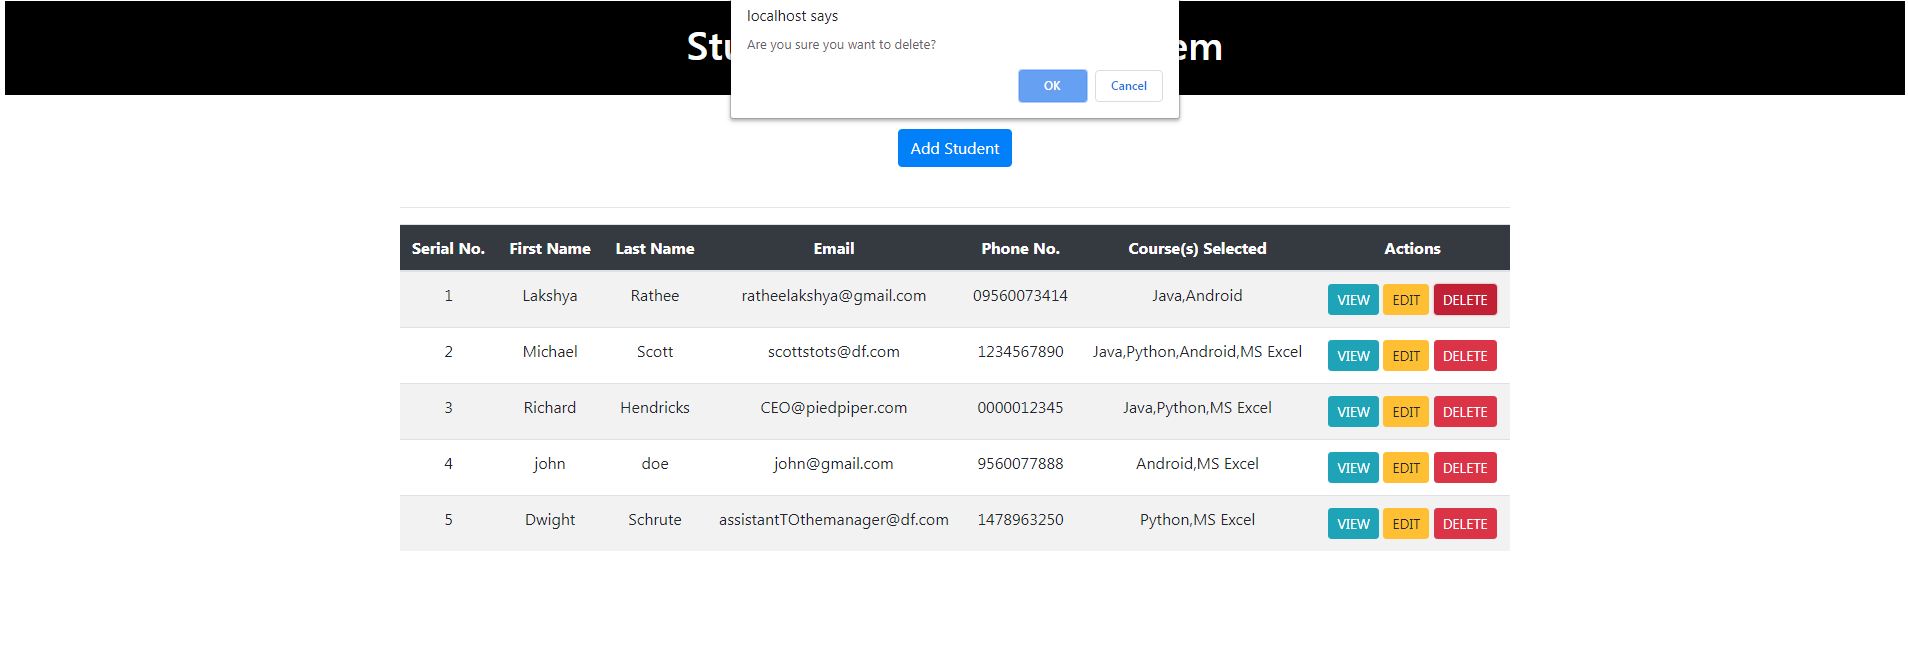 localhost says
Are you sure you want to delete?
OK Cancel
Add Student
Serial No. First Name Last Name Email Phone No. Course(s) Selected Actions
1 Lakshya Rathee ratheelakshya@gmail.com 09560073414 Java,Android VIEW EDIT DELETE
2 Michael Scott scottstots@df.com 1234567890 Java,Python,Android,MS Excel VIEW EDIT DELETE
3 Richard Hendricks CEO@piedpiper.com 0000012345 Java,Python,MS Excel VIEW EDIT DELETE
4 john doe john@gmail.com 9560077888 Android,MS Excel VIEW EDIT DELETE
5 Dwight Schrute assistantTOthemanager@df.com 1478963250 Python,MS Excel VIEW EDIT DELETE